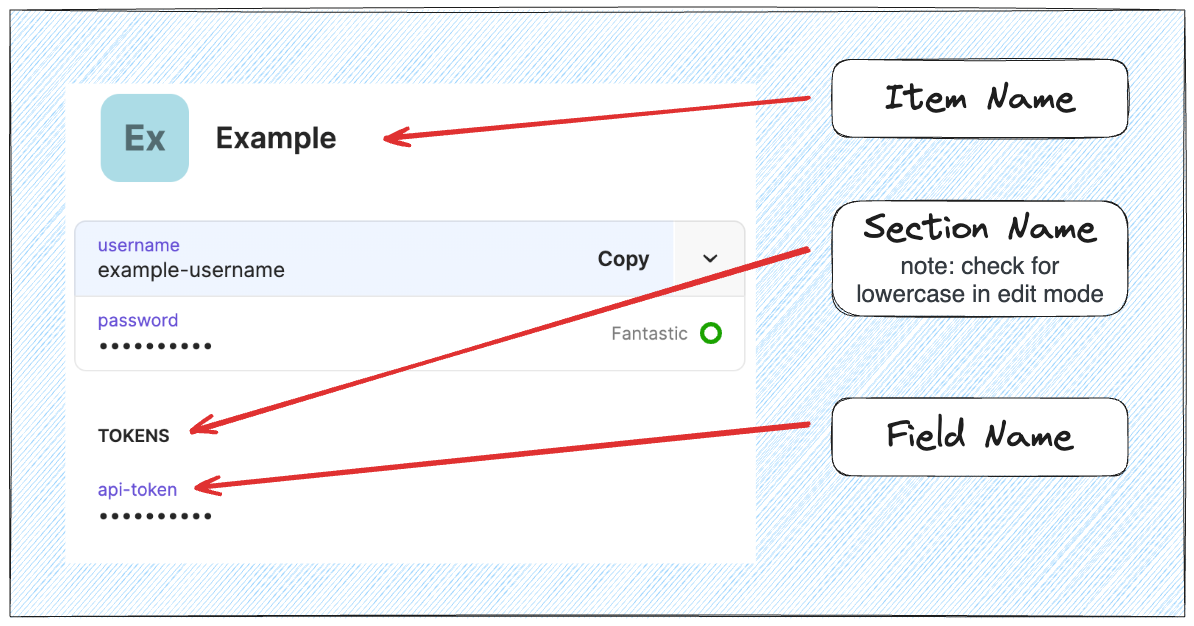 Ex
Example
username
example-username
Copy
password
••••••••••
Fantastic
TOKENS
api-token
••••••••••
Item Name
Section Name
note: check for
lowercase in edit mode
Field Name